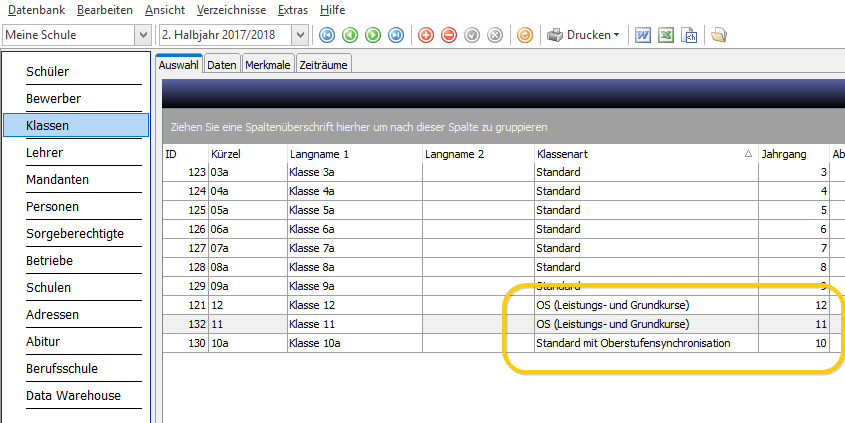 Datenbank Bearbeiten Ansicht Verzeichnisse Extras Hilfe
Meine Schule 2. Halbjahr 2017/2018 Drucken
Auswahl Daten Merkmale Zeiträume
Schüler
Bewerber
Klassen
Lehrer
Mandanten
Personen
Sorgeberechtigte
Betriebe
Schulen
Adressen
Abitur
Berufsschule
Data Warehouse
Ziehen Sie eine Spaltenüberschrift hierher um nach dieser Spalte zu gruppieren
ID Kürzel Langname 1 Langname 2 Klassenart Jahrgang Ab
123 03a Klasse 3a Standard 3
124 04a Klasse 4a Standard 4
125 05a Klasse 5a Standard 5
126 06a Klasse 6a Standard 6
127 07a Klasse 7a Standard 7
128 08a Klasse 8a Standard 8
129 09a Klasse 9a Standard 9
121 12 Klasse 12 OS (Leistungs- und Grundkurse) 12
132 11 Klasse 11 OS (Leistungs- und Grundkurse) 11
130 10a Klasse 10a Standard mit Oberstufensynchronisation 10